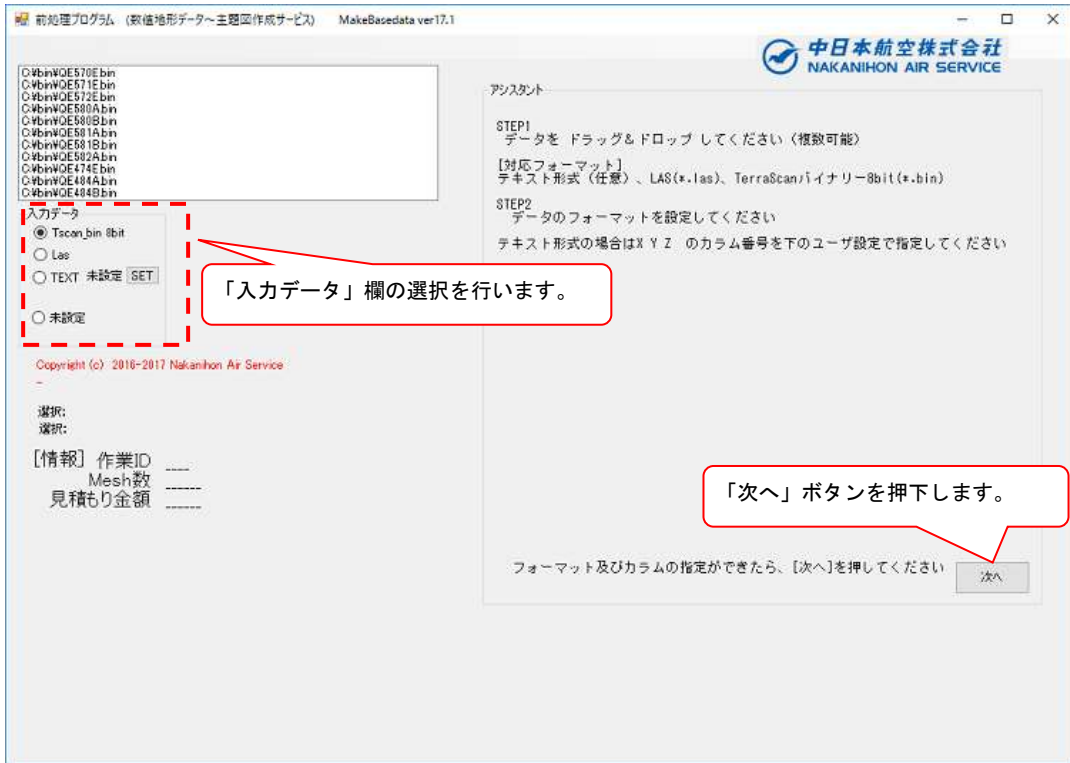 前処理プログラム (数値地形データ～主題図作成サービス) MakeBasedata ver17.1
中日本航空株式会社
NAKANIHON AIR SERVICE
C:¥bin¥QE570E.bin
C:¥bin¥QE571E.bin
C:¥bin¥QE572E.bin
C:¥bin¥QE580A.bin
C:¥bin¥QE580B.bin
C:¥bin¥QE581A.bin
C:¥bin¥QE581B.bin
C:¥bin¥QE582A.bin
C:¥bin¥QE474E.bin
C:¥bin¥QE484A.bin
C:¥bin¥QE484B.bin
入力データ
Tscan_bin 8bit
Las
TEXT 未設定 SET
未設定
「入力データ」欄の選択を行います。
Copyright (c) 2016-2017 Nakanihon Air Service
-
選択:
選択:
[情報] 作業ID ____
Mesh数 _____
見積もり金額 _____
アシスタント
STEP1
データを ドラッグ&ドロップ してください（複数可能）
[対応フォーマット]
テキスト形式（任意）、LAS(*.las)、TerraScanバイナリー8bit(*.bin)
STEP2
データのフォーマットを設定してください
テキスト形式の場合はX Y Z のカラム番号を下のユーザ設定で指定してください
「次へ」ボタンを押下します。
フォーマット及びカラムの指定ができたら、[次へ]を押してください
次へ